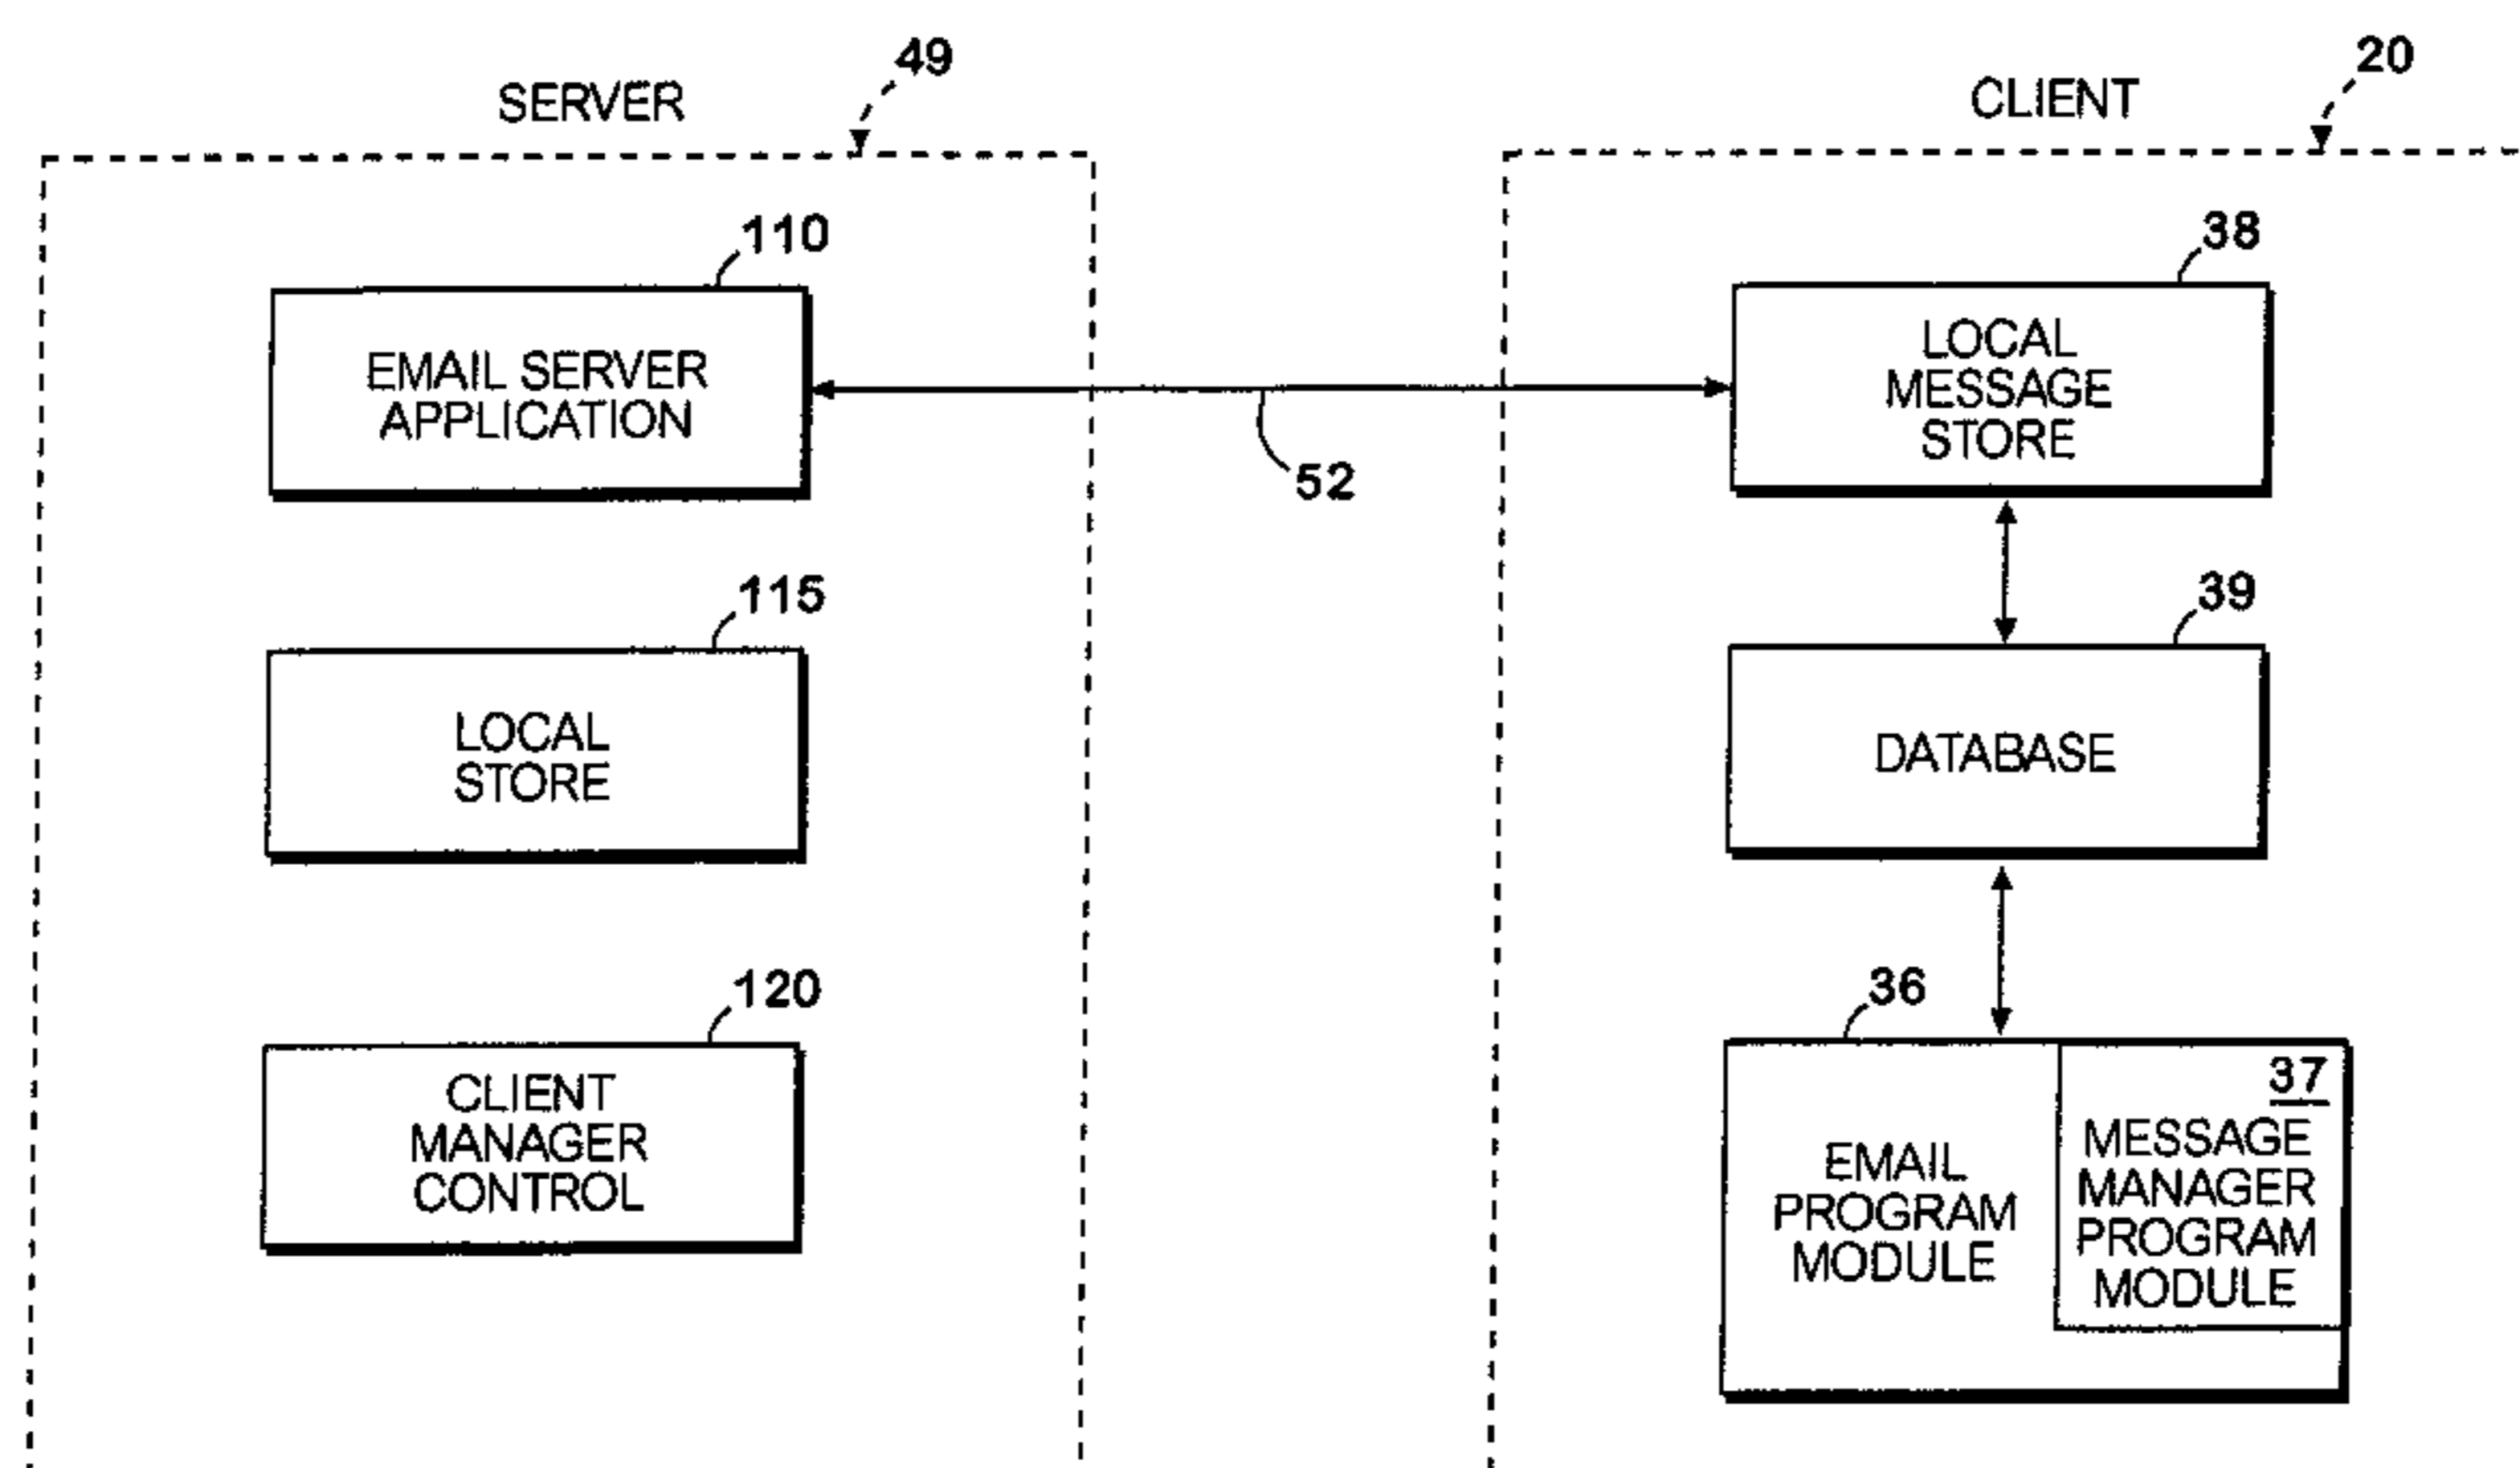 SERVER
49
110
EMAIL SERVER
APPLICATION
115
LOCAL
STORE
120
CLIENT
MANAGER
CONTROL
52
CLIENT
20
38
LOCAL
MESSAGE
STORE
39
DATABASE
36
EMAIL
PROGRAM
MODULE
37
MESSAGE
MANAGER
PROGRAM
MODULE